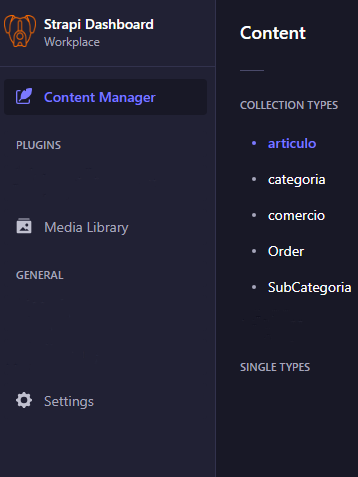 Strapi Dashboard
Workplace
Content Manager
PLUGINS
Media Library
GENERAL
Settings
Content
COLLECTION TYPES
articulo
categoria
comercio
Order
SubCategoria
SINGLE TYPES